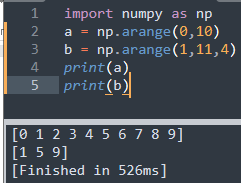 1 import numpy as np
2 a = np.arange(0,10)
3 b = np.arange(1,11,4)
4 print(a)
5 print(b)
[0 1 2 3 4 5 6 7 8 9]
[1 5 9]
[Finished in 526ms]